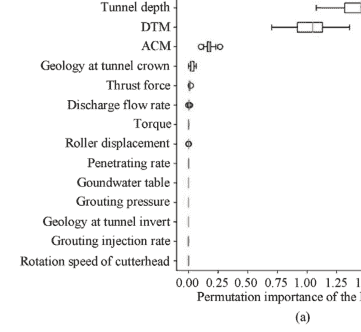 Tunnel depth
DTM
ACM
Geology at tunnel crown
Thrust force
Discharge flow rate
Torque
Roller displacement
Penetrating rate
Goundwater table
Grouting pressure
Geology at tunnel invert
Grouting injection rate
Rotation speed of cutterhead
0.00 0.25 0.50 0.75 1.00 1.25 1
Permutation importance of the
(a)